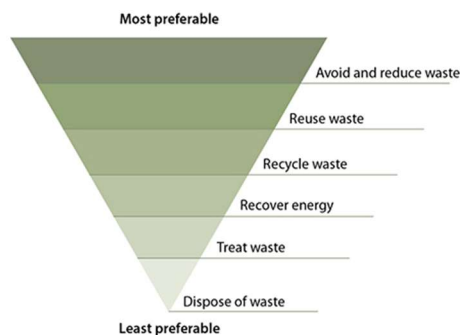 Most preferable
Avoid and reduce waste
Reuse waste
Recycle waste
Recover energy
Treat waste
Dispose of waste
Least preferable